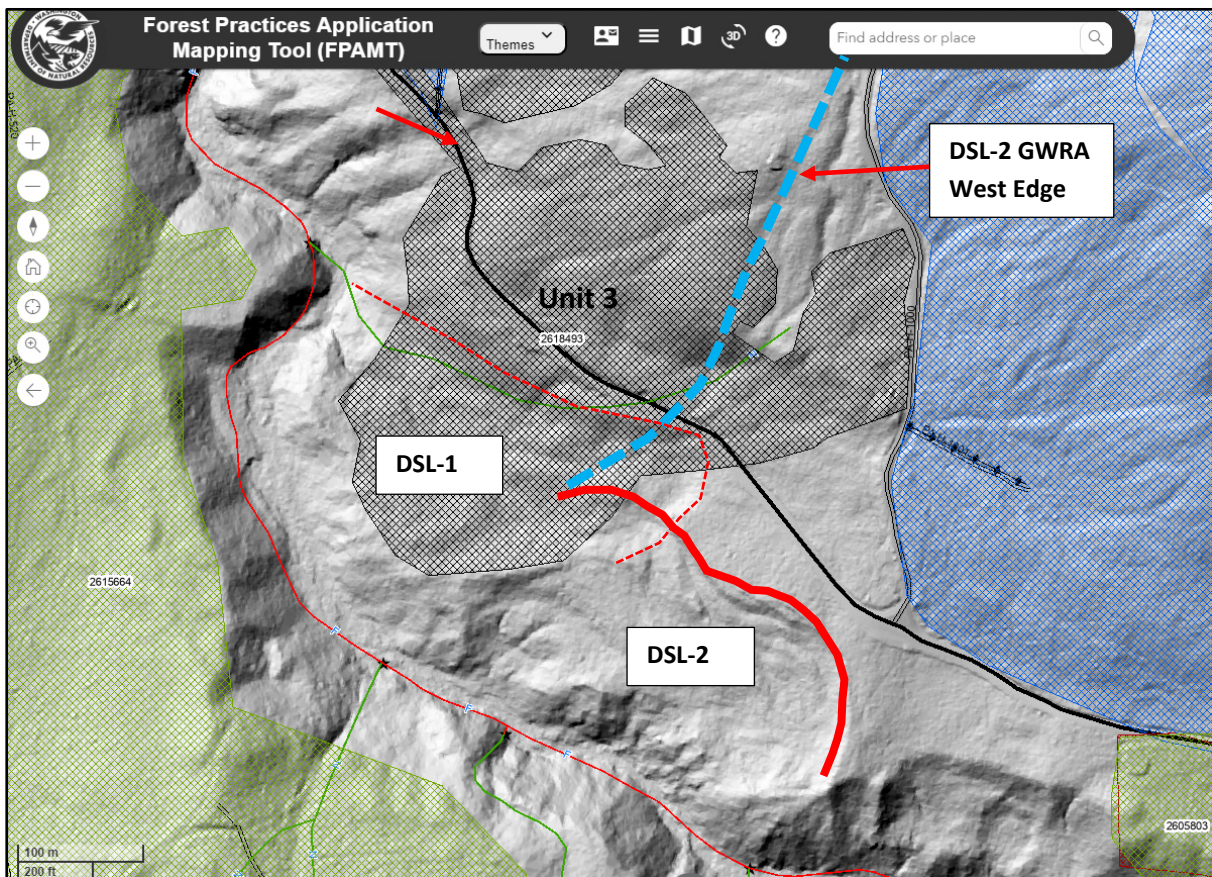 Forest Practices Application
Mapping Tool (FPAMT)
Themes
3D
?
Find address or place
DSL-2 GWRA
West Edge
Unit 3
2618493
DSL-1
2615664
DSL-2
F
F
F
N
N
N
2605803
100 m
200 ft